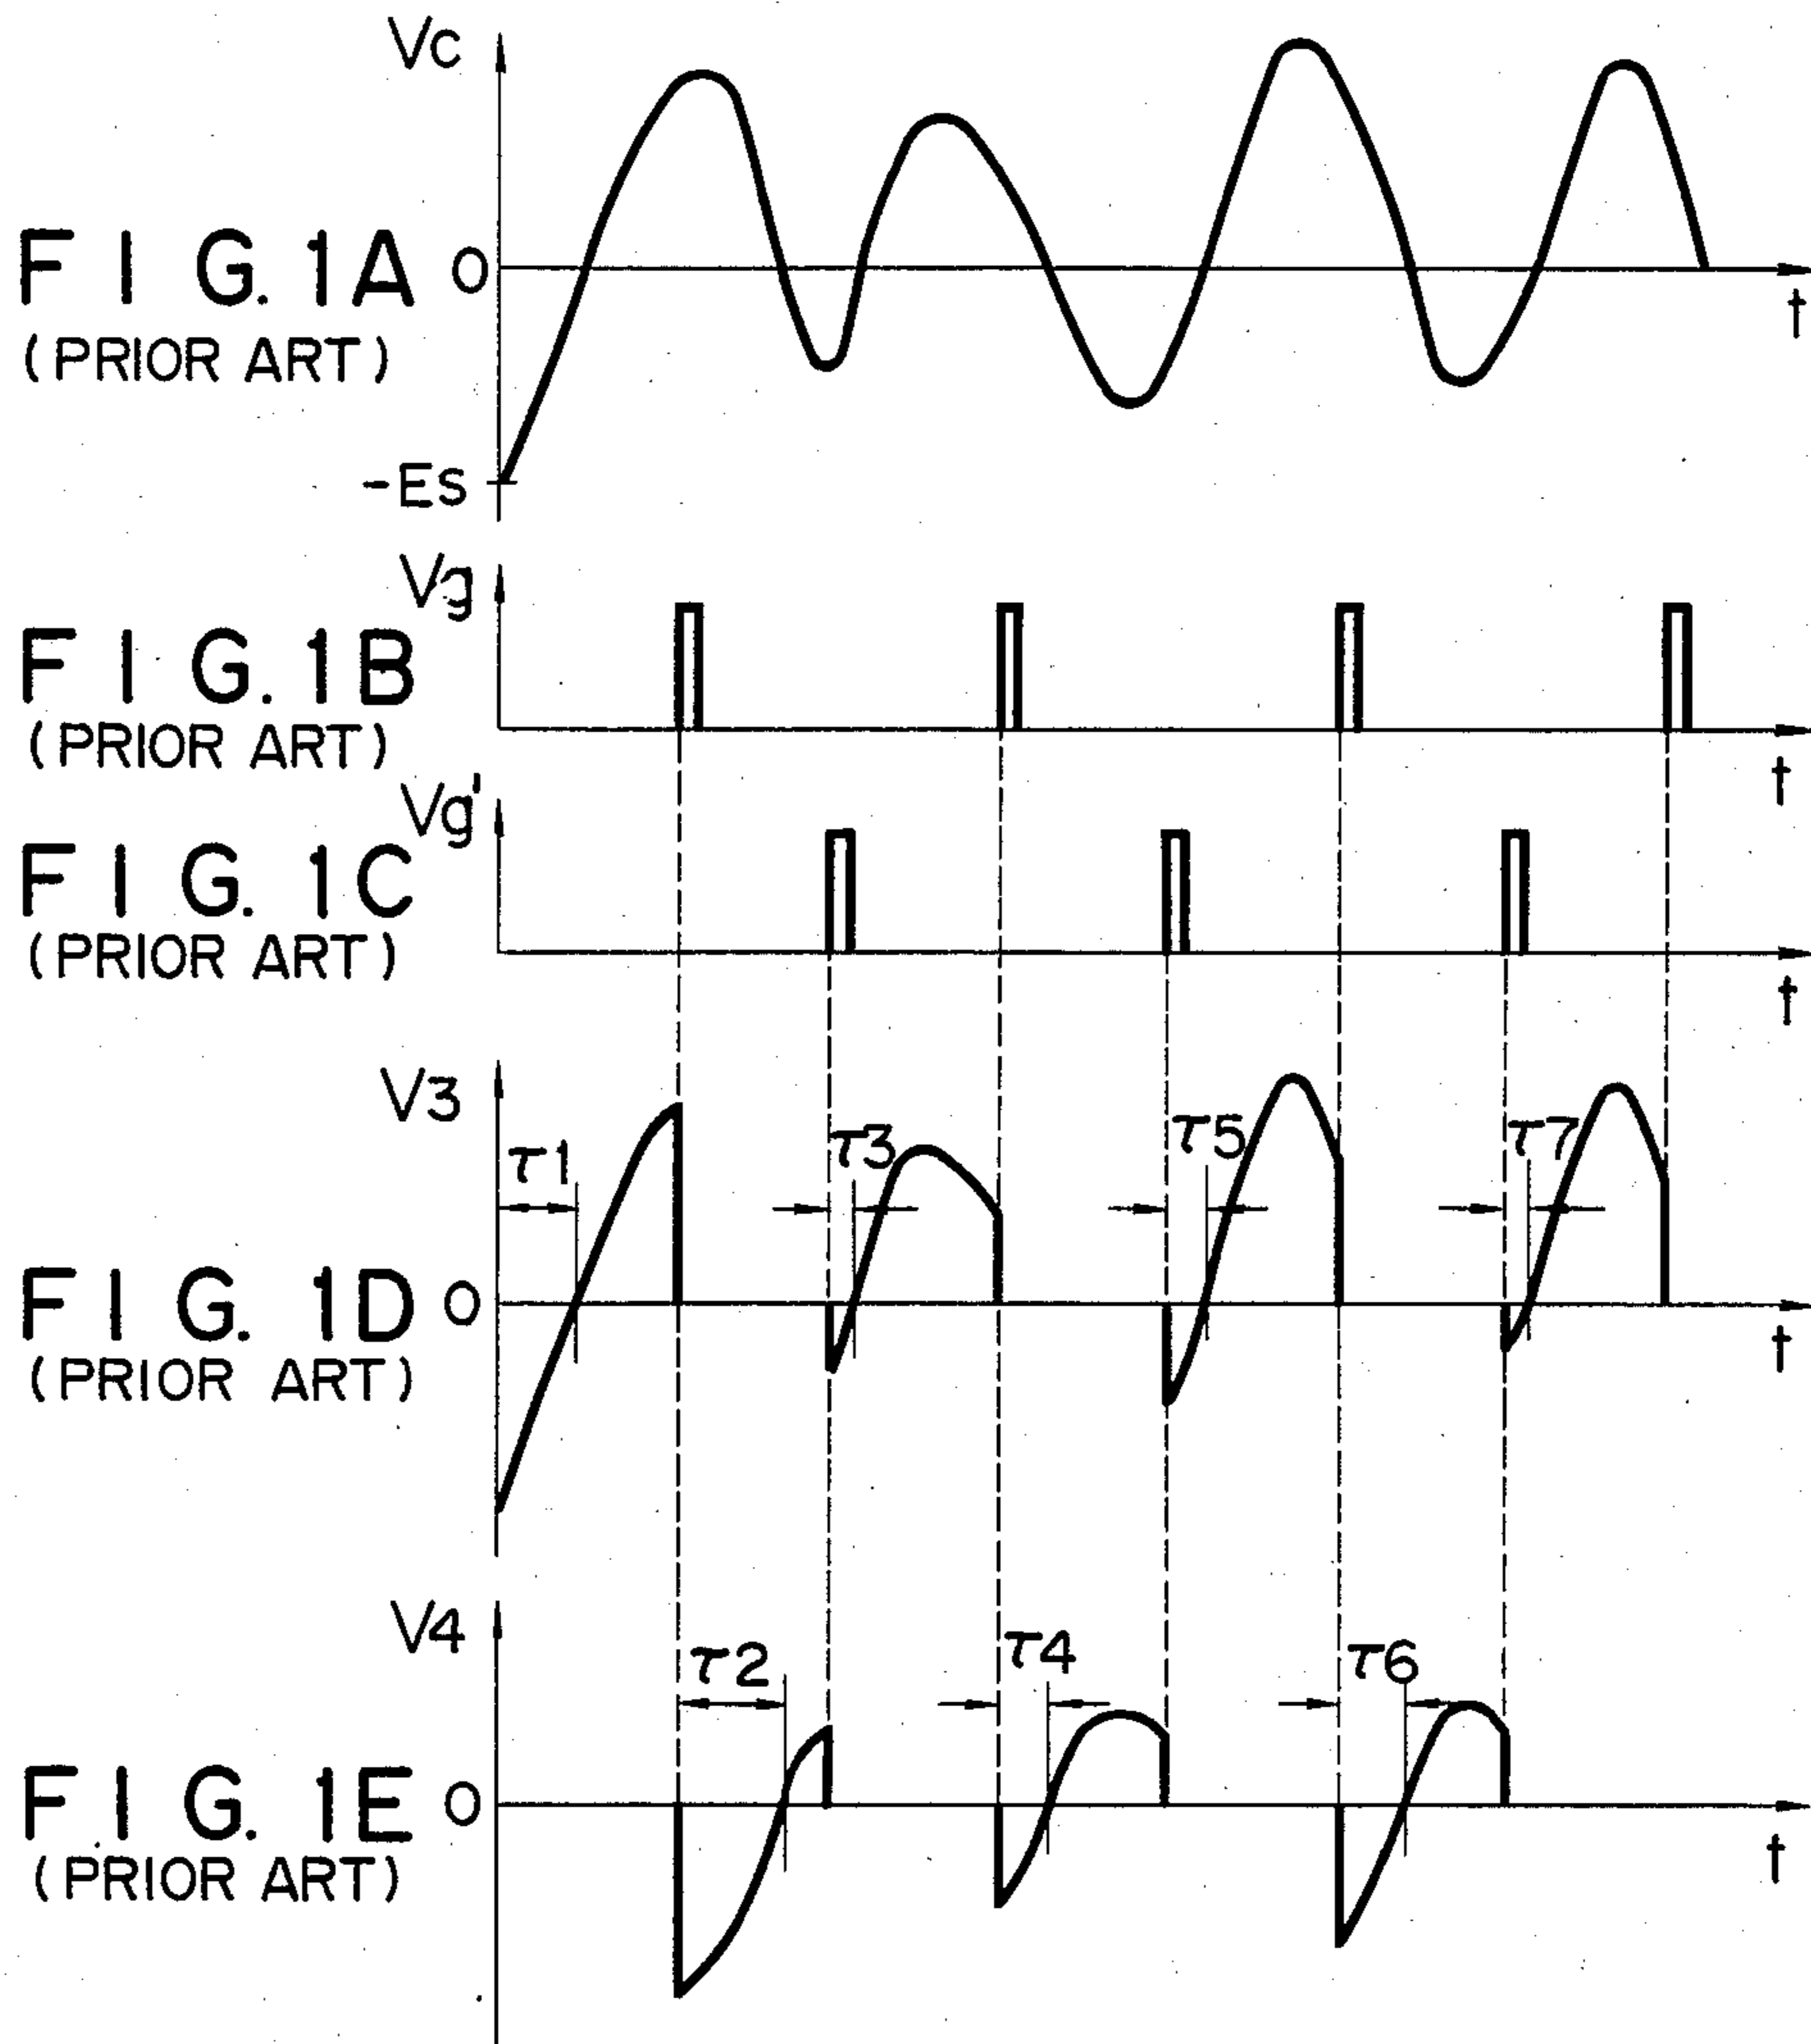 Vc
F I G. 1A
(PRIOR ART)
0
t
-Es
Vg
F I G. 1B
(PRIOR ART)
t
Vg'
F I G. 1C
(PRIOR ART)
t
V3
τ1
τ3
τ5
τ7
F I G. 1D
(PRIOR ART)
0
t
V4
τ2
τ4
τ6
F I G. 1E
(PRIOR ART)
0
t